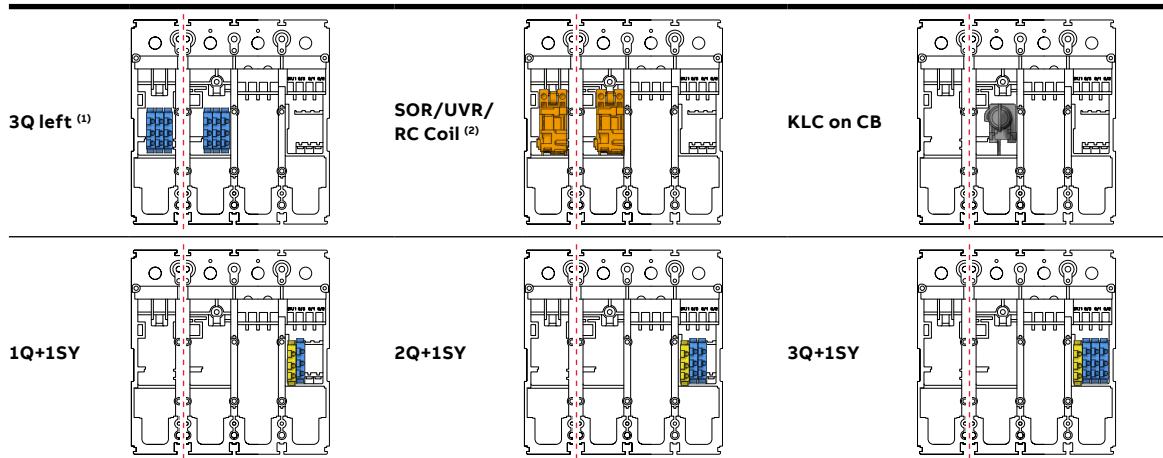 3Q left (1)
SOR/UVR/
RC Coil (2)
KLC on CB
1Q+1SY
2Q+1SY
3Q+1SY